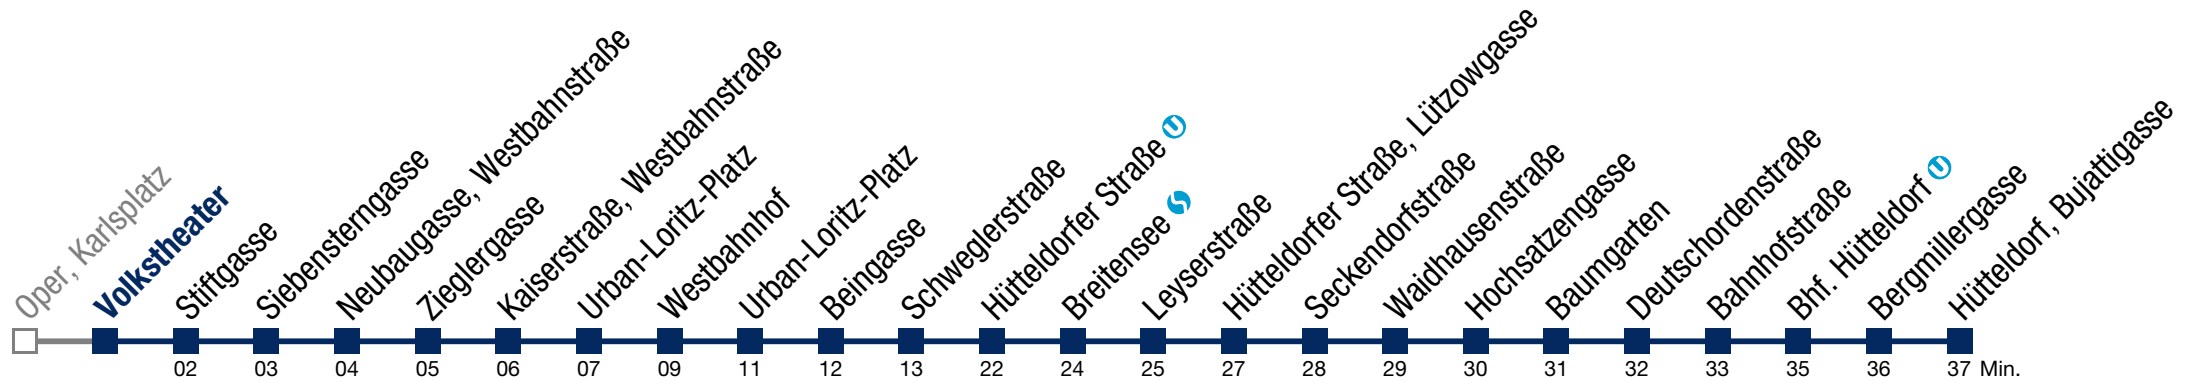 Oper, Karlsplatz
Volkstheater
Stiftgasse
Siebensterngasse
Neubaugasse, Westbahnstraße
Zieglergasse
Kaiserstraße, Westbahnstraße
Urban-Loritz-Platz
Westbahnhof
Urban-Loritz-Platz
Beingasse
Schweglerstraße
Hütteldorfer Straße U
Breitensee
Leyserstraße
Hütteldorfer Straße, Lützowgasse
Seckendorfstraße
Waidhausenstraße
Hochsatzengasse
Baumgarten
Deutschordenstraße
Bahnhofstraße
Bhf. Hütteldorf U
Bergmillergasse
Hütteldorf, Bujattigasse
02 03 04 05 06 07 09 11 12 13 22 24 25 27 28 29 30 31 32 33 35 36 37 Min.